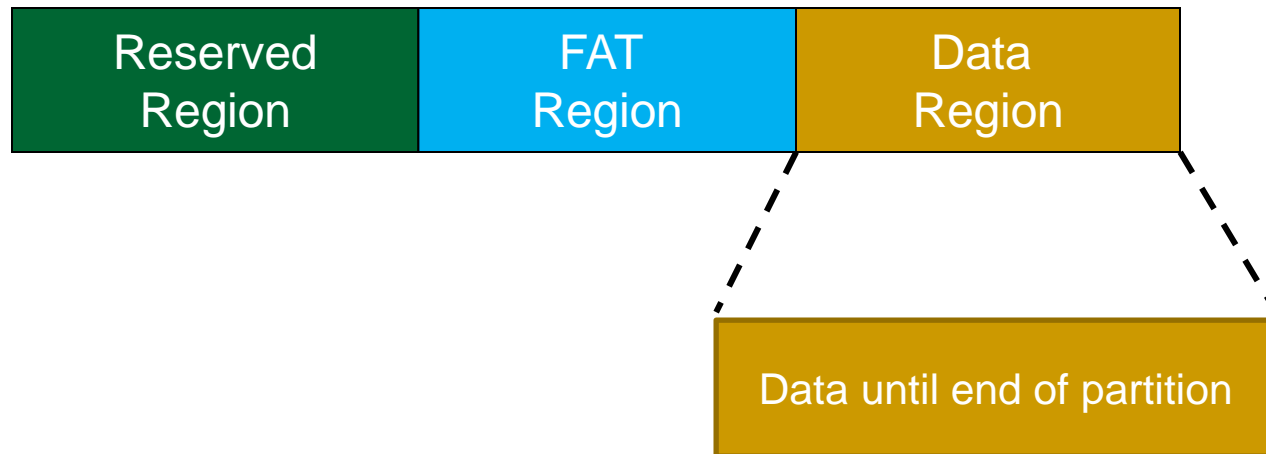 Reserved
Region
FAT
Region
Data
Region
Data until end of partition